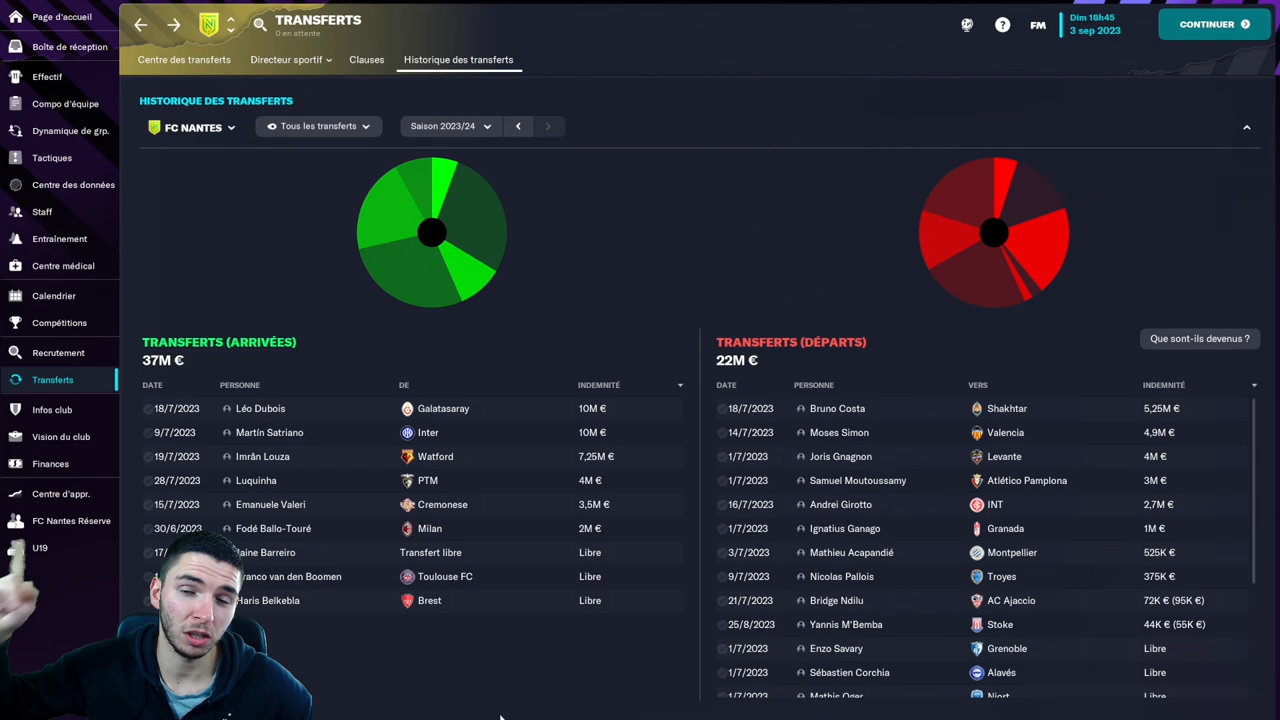 Page d'accueil
Boîte de réception
Effectif
Compo d'équipe
Dynamique de grp.
Tactiques
Centre des données
Staff
Entraînement
Centre médical
Calendrier
Compétitions
Recrutement
Transferts
Infos club
Vision du club
Finances
Centre d'appr.
FC Nantes Réserve
U19
TRANSFERTS
0 en attente
FM
Dim 18h45
3 sep 2023
CONTINUER
Centre des transferts
Directeur sportif
Clauses
Historique des transferts
HISTORIQUE DES TRANSFERTS
FC NANTES
Tous les transferts
Saison 2023/24
TRANSFERTS (ARRIVÉES)
37M €
DATE PERSONNE DE INDEMNITÉ
18/7/2023 Léo Dubois Galatasaray 10M €
9/7/2023 Martín Satriano Inter 10M €
19/7/2023 Imrân Louza Watford 7,25M €
28/7/2023 Luquinha PTM 4M €
15/7/2023 Emanuele Valeri Cremonese 3,5M €
30/6/2023 Fodé Ballo-Touré Milan 2M €
Barreiro Transfert libre Libre
van den Boomen Toulouse FC Libre
Haris Belkebla Brest Libre
TRANSFERTS (DÉPARTS)
22M €
Que sont-ils devenus ?
DATE PERSONNE VERS INDEMNITÉ
18/7/2023 Bruno Costa Shakhtar 5,25M €
14/7/2023 Moses Simon Valencia 4,9M €
1/7/2023 Joris Gnagnon Levante 4M €
1/7/2023 Samuel Moutoussamy Atlético Pamplona 3M €
16/7/2023 Andrei Girotto INT 2,7M €
1/7/2023 Ignatius Ganago Granada 1M €
3/7/2023 Mathieu Acapandié Montpellier 525K €
9/7/2023 Nicolas Pallois Troyes 375K €
21/7/2023 Bridge Ndilu AC Ajaccio 72K € (95K €)
25/8/2023 Yannis M'Bemba Stoke 44K € (55K €)
1/7/2023 Enzo Savary Grenoble Libre
1/7/2023 Sébastien Corchia Alavés Libre
1/7/2023 Mathis Oger Niort Libre